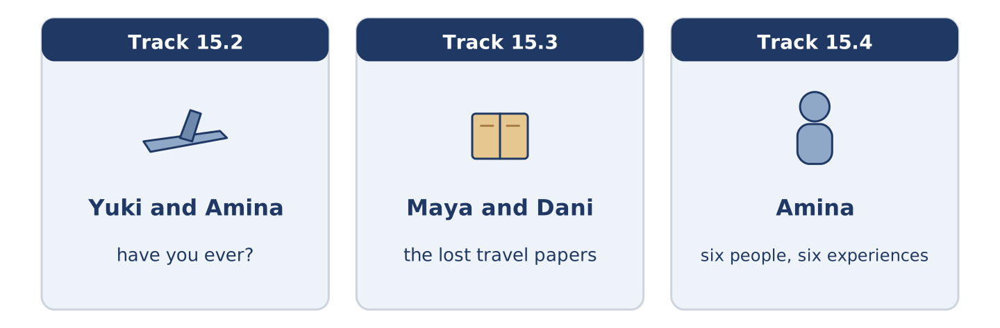 Track 15.2
Yuki and Amina
have you ever?
Track 15.3
Maya and Dani
the lost travel papers
Track 15.4
Amina
six people, six experiences